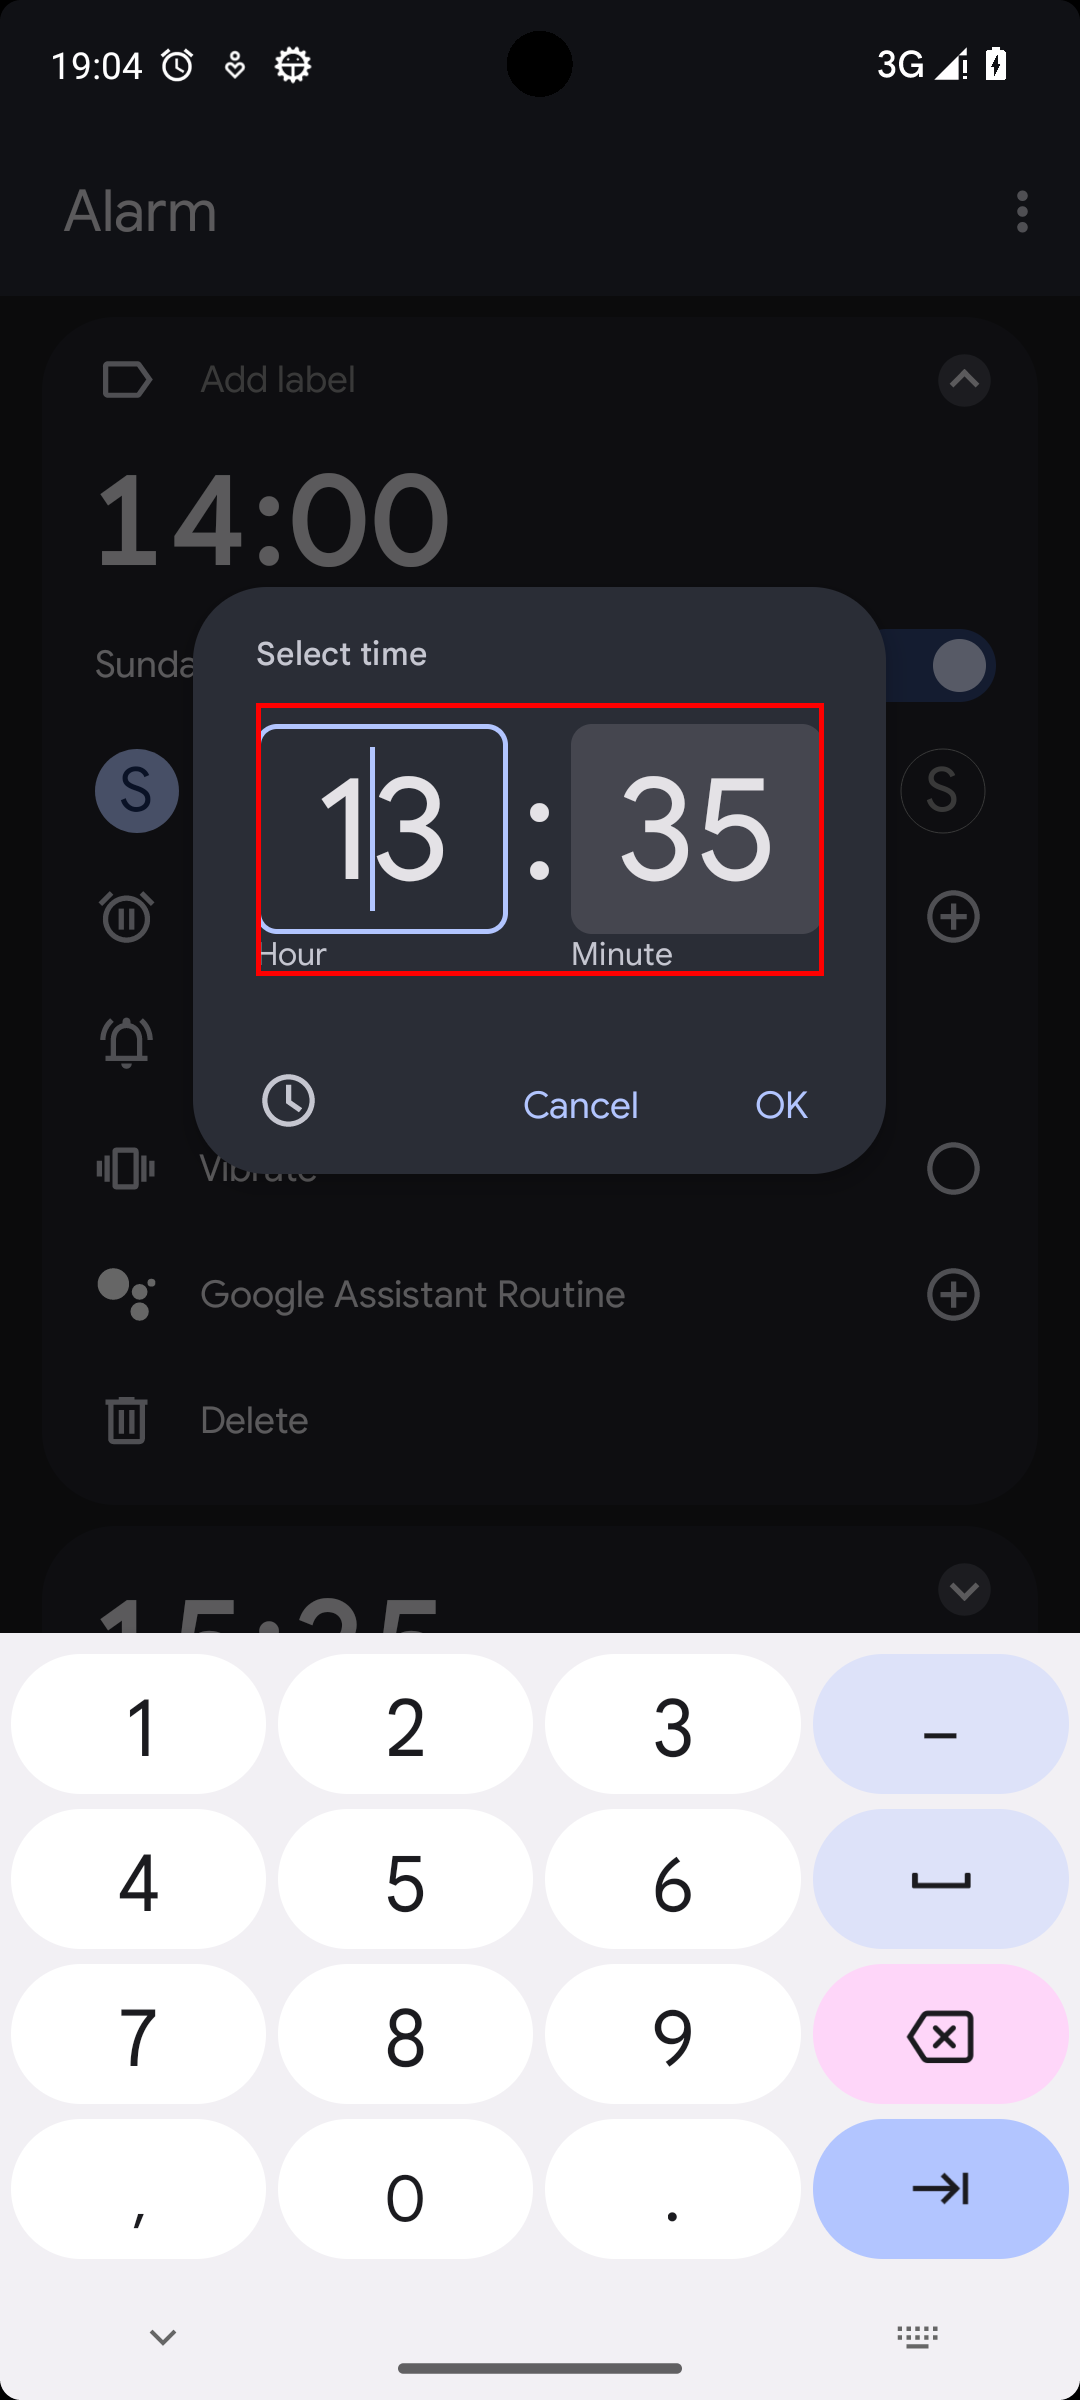 19:04 3G
Alarm
Add label
14:00
Sunda
Select time
S
13 : 35
S
Hour Minute
Cancel OK
Vibrate
Google Assistant Routine
Delete
15:35
1 2 3 –
4 5 6
7 8 9
, 0 .